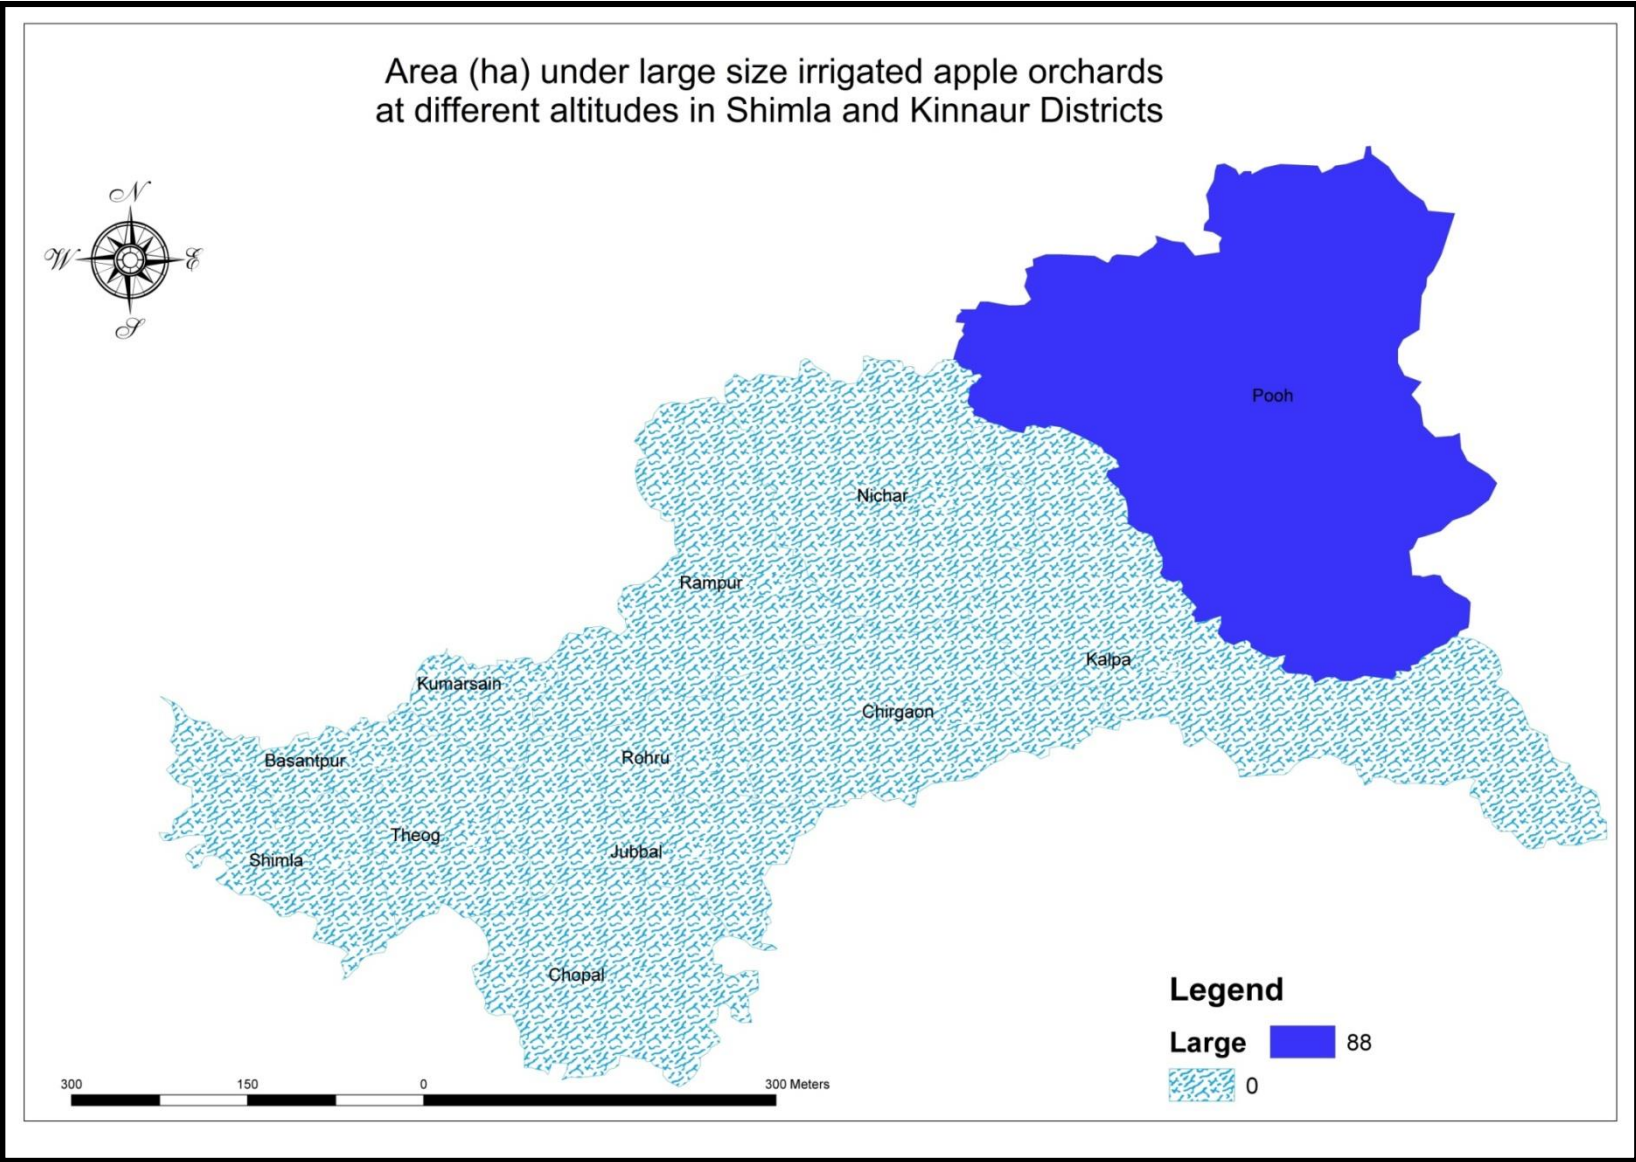 Area (ha) under large size irrigated apple orchards
at different altitudes in Shimla and Kinnaur Districts
N
W E
S
Pooh
Nichar
Rampur
Kalpa
Kumarsain
Chirgaon
Rohru
Basantpur
Theog
Jubbal
Shimla
Chopal
Legend
Large 88
0
300 150 0 300 Meters